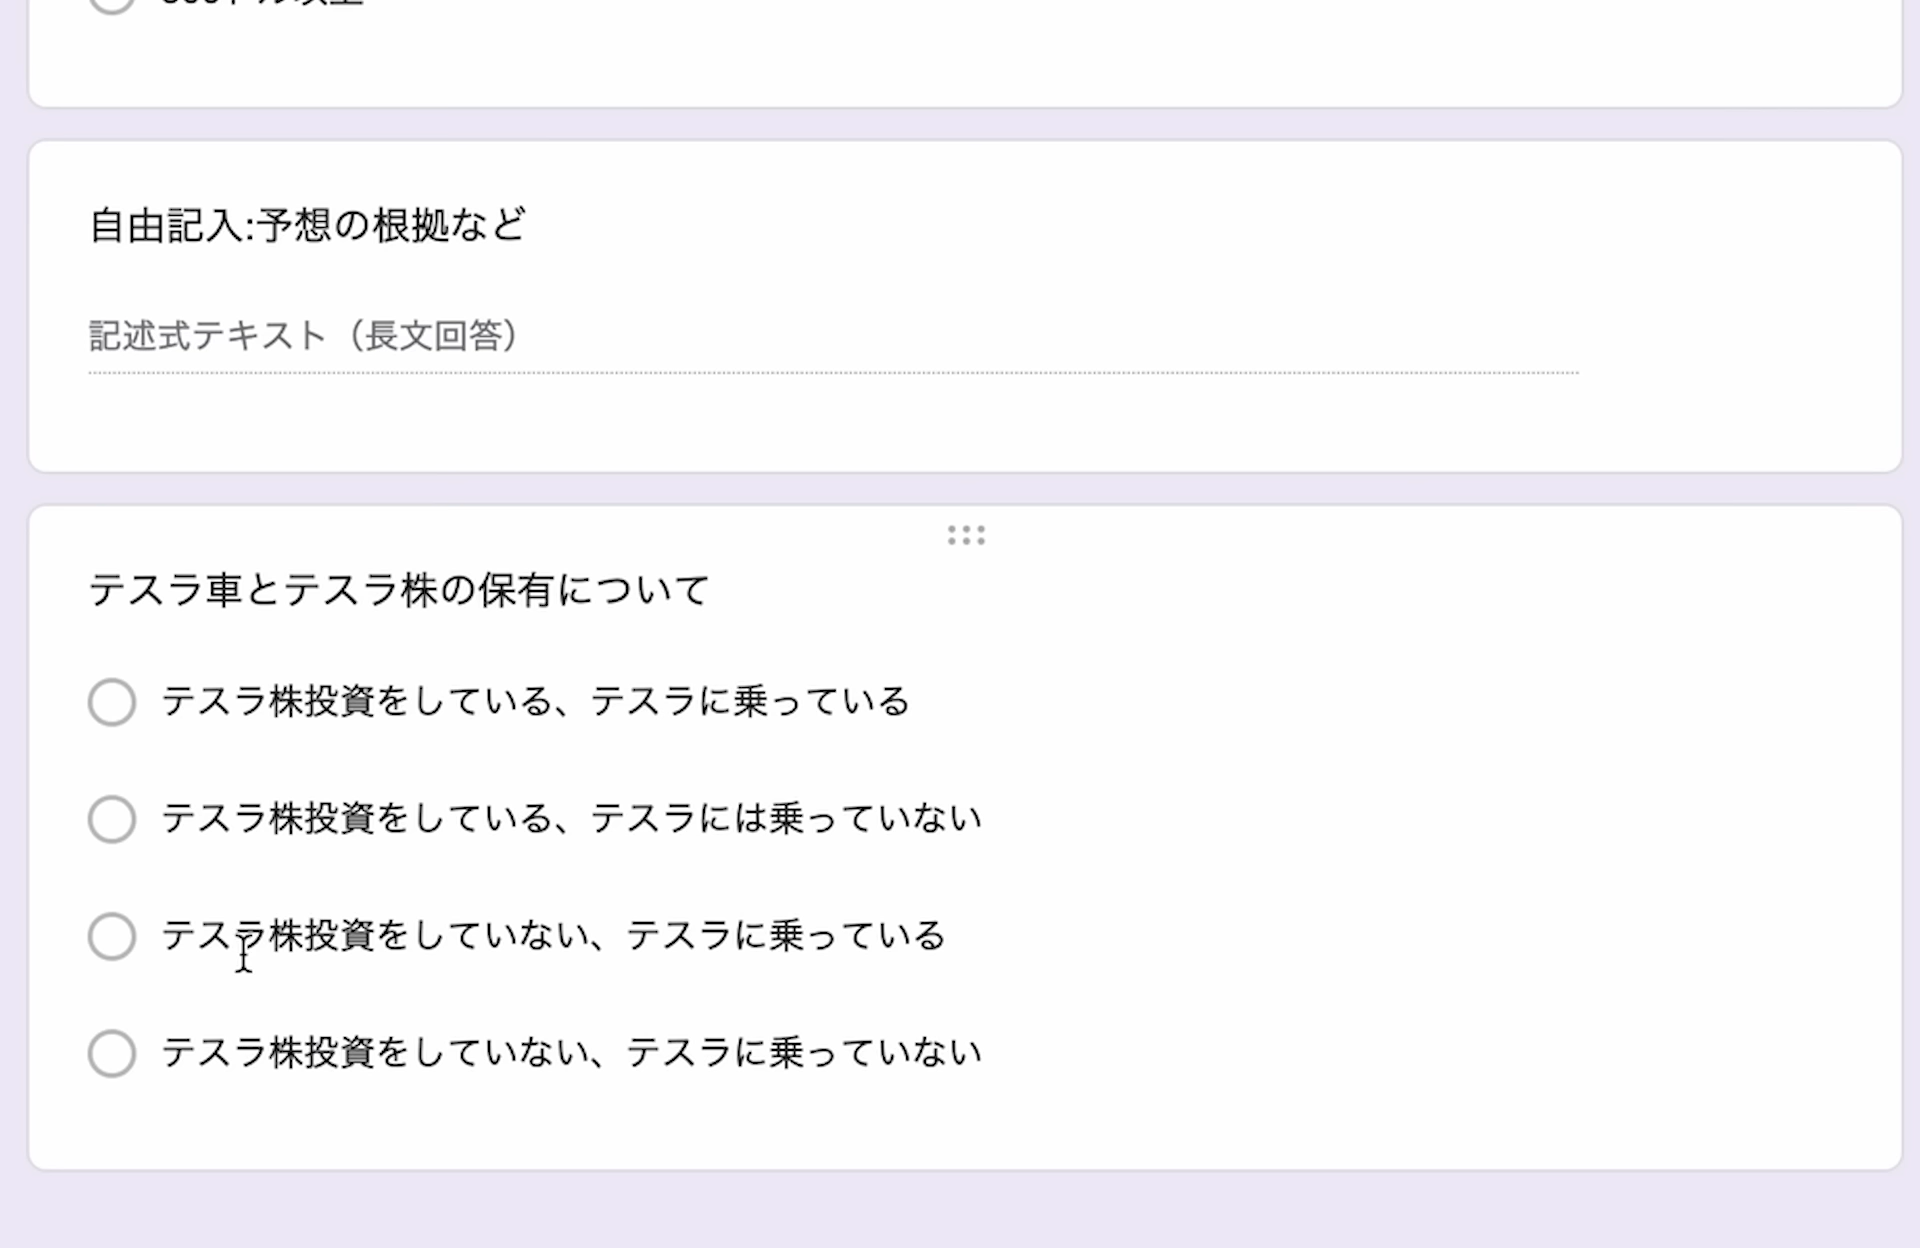 自由記入:予想の根拠など
記述式テキスト（長文回答）
テスラ車とテスラ株の保有について
テスラ株投資をしている、テスラに乗っている
テスラ株投資をしている、テスラには乗っていない
テスラ株投資をしていない、テスラに乗っている
テスラ株投資をしていない、テスラに乗っていない